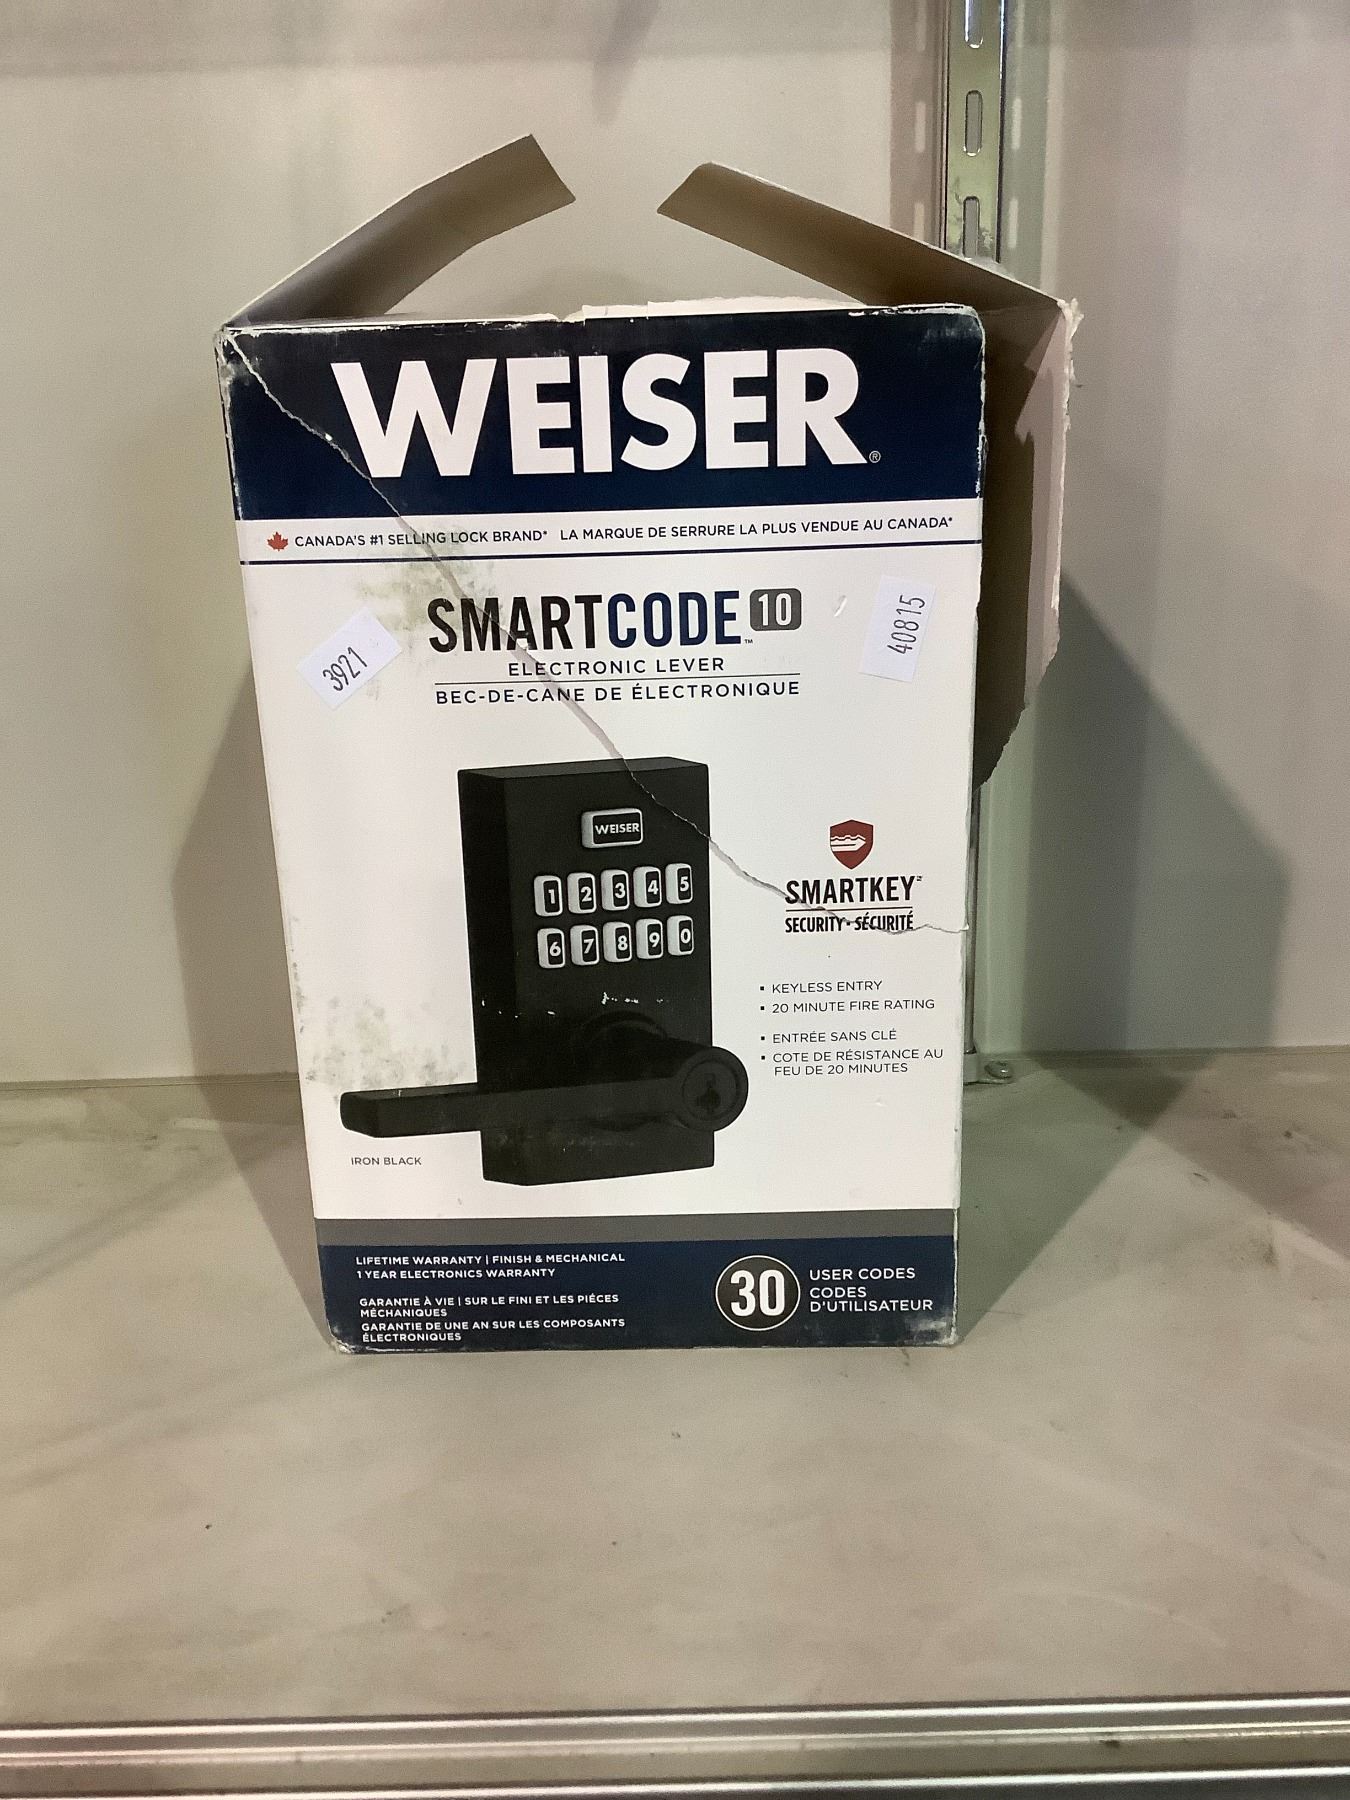 WEISER®
CANADA'S #1 SELLING LOCK BRAND* LA MARQUE DE SERRURE LA PLUS VENDUE AU CANADA*
SMARTCODE™ 10
ELECTRONIC LEVER
BEC-DE-CANE DE ÉLECTRONIQUE
3921
40815
WEISER
1 2 3 4 5
6 7 8 9 0
SMARTKEY™
SECURITY • SÉCURITÉ
▪ KEYLESS ENTRY
▪ 20 MINUTE FIRE RATING
▪ ENTRÉE SANS CLÉ
▪ COTE DE RÉSISTANCE AU
FEU DE 20 MINUTES
IRON BLACK
LIFETIME WARRANTY | FINISH & MECHANICAL
1 YEAR ELECTRONICS WARRANTY
GARANTIE À VIE | SUR LE FINI ET LES PIÉCES
MÉCHANIQUES
GARANTIE DE UNE AN SUR LES COMPOSANTS
ÉLECTRONIQUES
30
USER CODES
CODES
D'UTILISATEUR